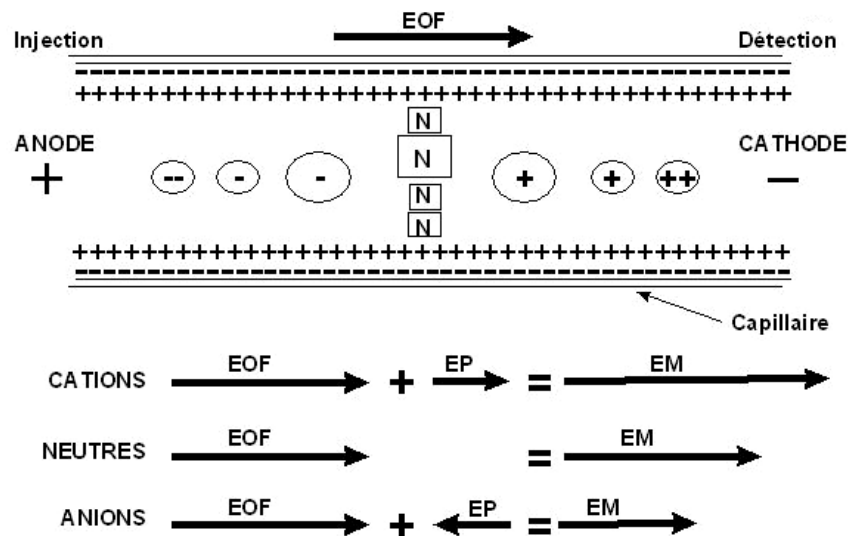 EOF
Injection Détection
---------------------------------------------------------------
+++++++++++++++++++++++++++++++++++++++++++++++++
N
ANODE N CATHODE
+ -- - - + + ++ −
N
N
+++++++++++++++++++++++++++++++++++++++++++++++++
---------------------------------------------------------------
Capillaire
CATIONS EOF + EP = EM
NEUTRES EOF = EM
ANIONS EOF + EP = EM